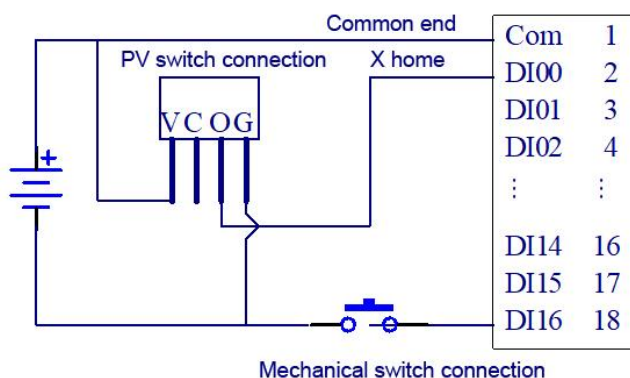 Common end
PV switch connection
X home
V C O G
+
Com 1
DI00 2
DI01 3
DI02 4
⋮ ⋮
DI14 16
DI15 17
DI16 18
Mechanical switch connection